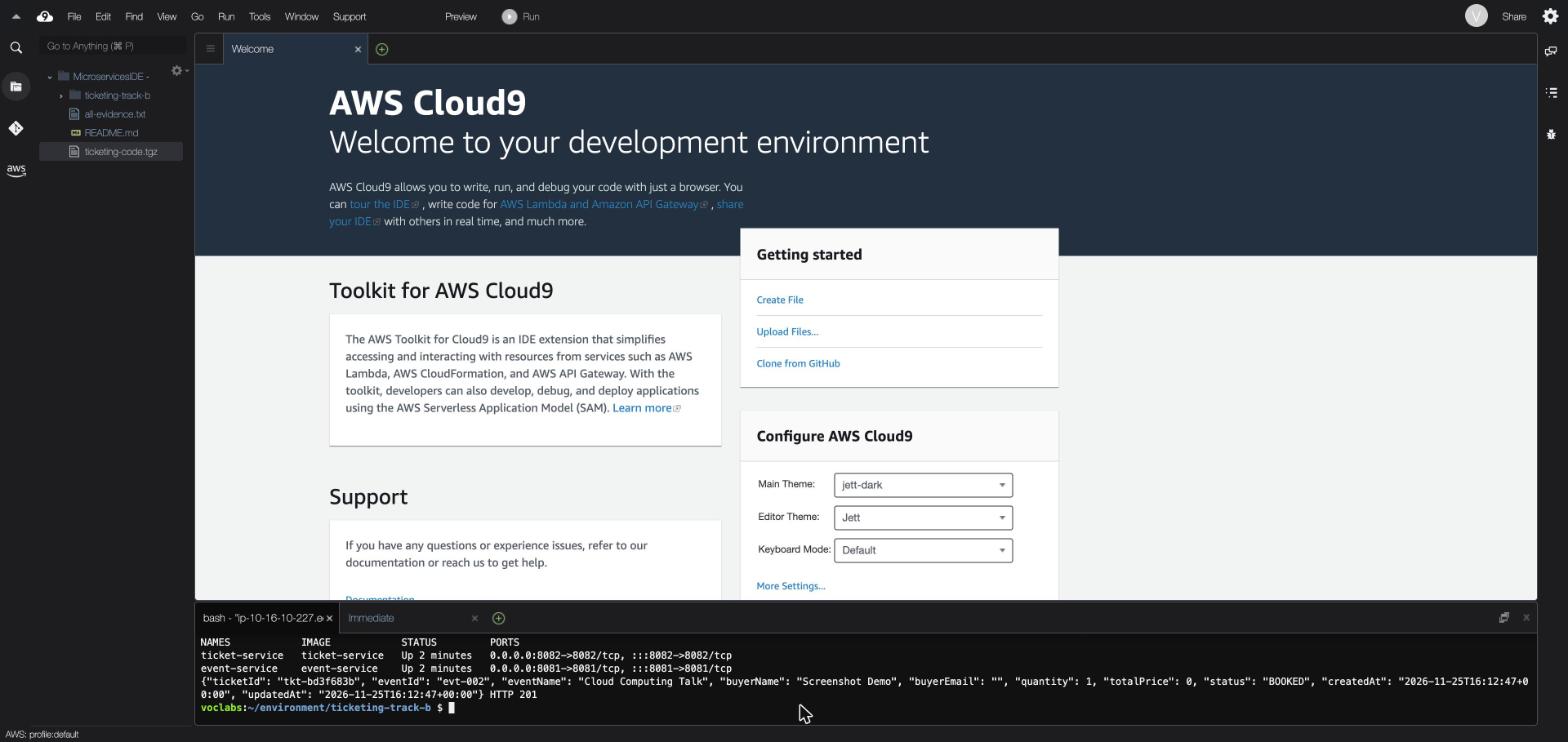 File Edit Find View Go Run Tools Window Support Preview Run V Share
Go to Anything (⌘ P)
MicroservicesIDE -
ticketing-track-b
all-evidence.txt
README.md
ticketing-code.tgz
aws
Welcome
AWS Cloud9
Welcome to your development environment
AWS Cloud9 allows you to write, run, and debug your code with just a browser. You
can tour the IDE , write code for AWS Lambda and Amazon API Gateway , share
your IDE with others in real time, and much more.
Getting started
Create File
Upload Files...
Clone from GitHub
Toolkit for AWS Cloud9
The AWS Toolkit for Cloud9 is an IDE extension that simplifies
accessing and interacting with resources from services such as AWS
Lambda, AWS CloudFormation, and AWS API Gateway. With the
toolkit, developers can also develop, debug, and deploy applications
using the AWS Serverless Application Model (SAM). Learn more
Configure AWS Cloud9
Main Theme: jett-dark
Editor Theme: Jett
Keyboard Mode: Default
More Settings...
Support
If you have any questions or experience issues, refer to our
documentation or reach us to get help.
Documentation
bash - "ip-10-16-10-227.e Immediate
NAMES IMAGE STATUS PORTS
ticket-service ticket-service Up 2 minutes 0.0.0.0:8082->8082/tcp, :::8082->8082/tcp
event-service event-service Up 2 minutes 0.0.0.0:8081->8081/tcp, :::8081->8081/tcp
{"ticketId": "tkt-bd3f683b", "eventId": "evt-002", "eventName": "Cloud Computing Talk", "buyerName": "Screenshot Demo", "buyerEmail": "", "quantity": 1, "totalPrice": 0, "status": "BOOKED", "createdAt": "2026-11-25T16:12:47+0
0:00", "updatedAt": "2026-11-25T16:12:47+00:00"} HTTP 201
voclabs:~/environment/ticketing-track-b $
AWS: profile:default